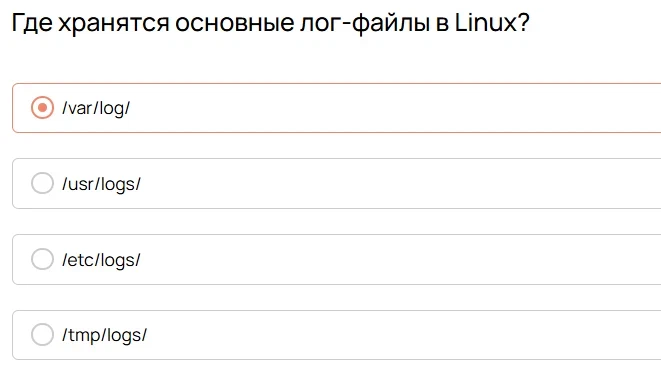 Где хранятся основные лог-файлы в Linux?
/var/log/
/usr/logs/
/etc/logs/
/tmp/logs/